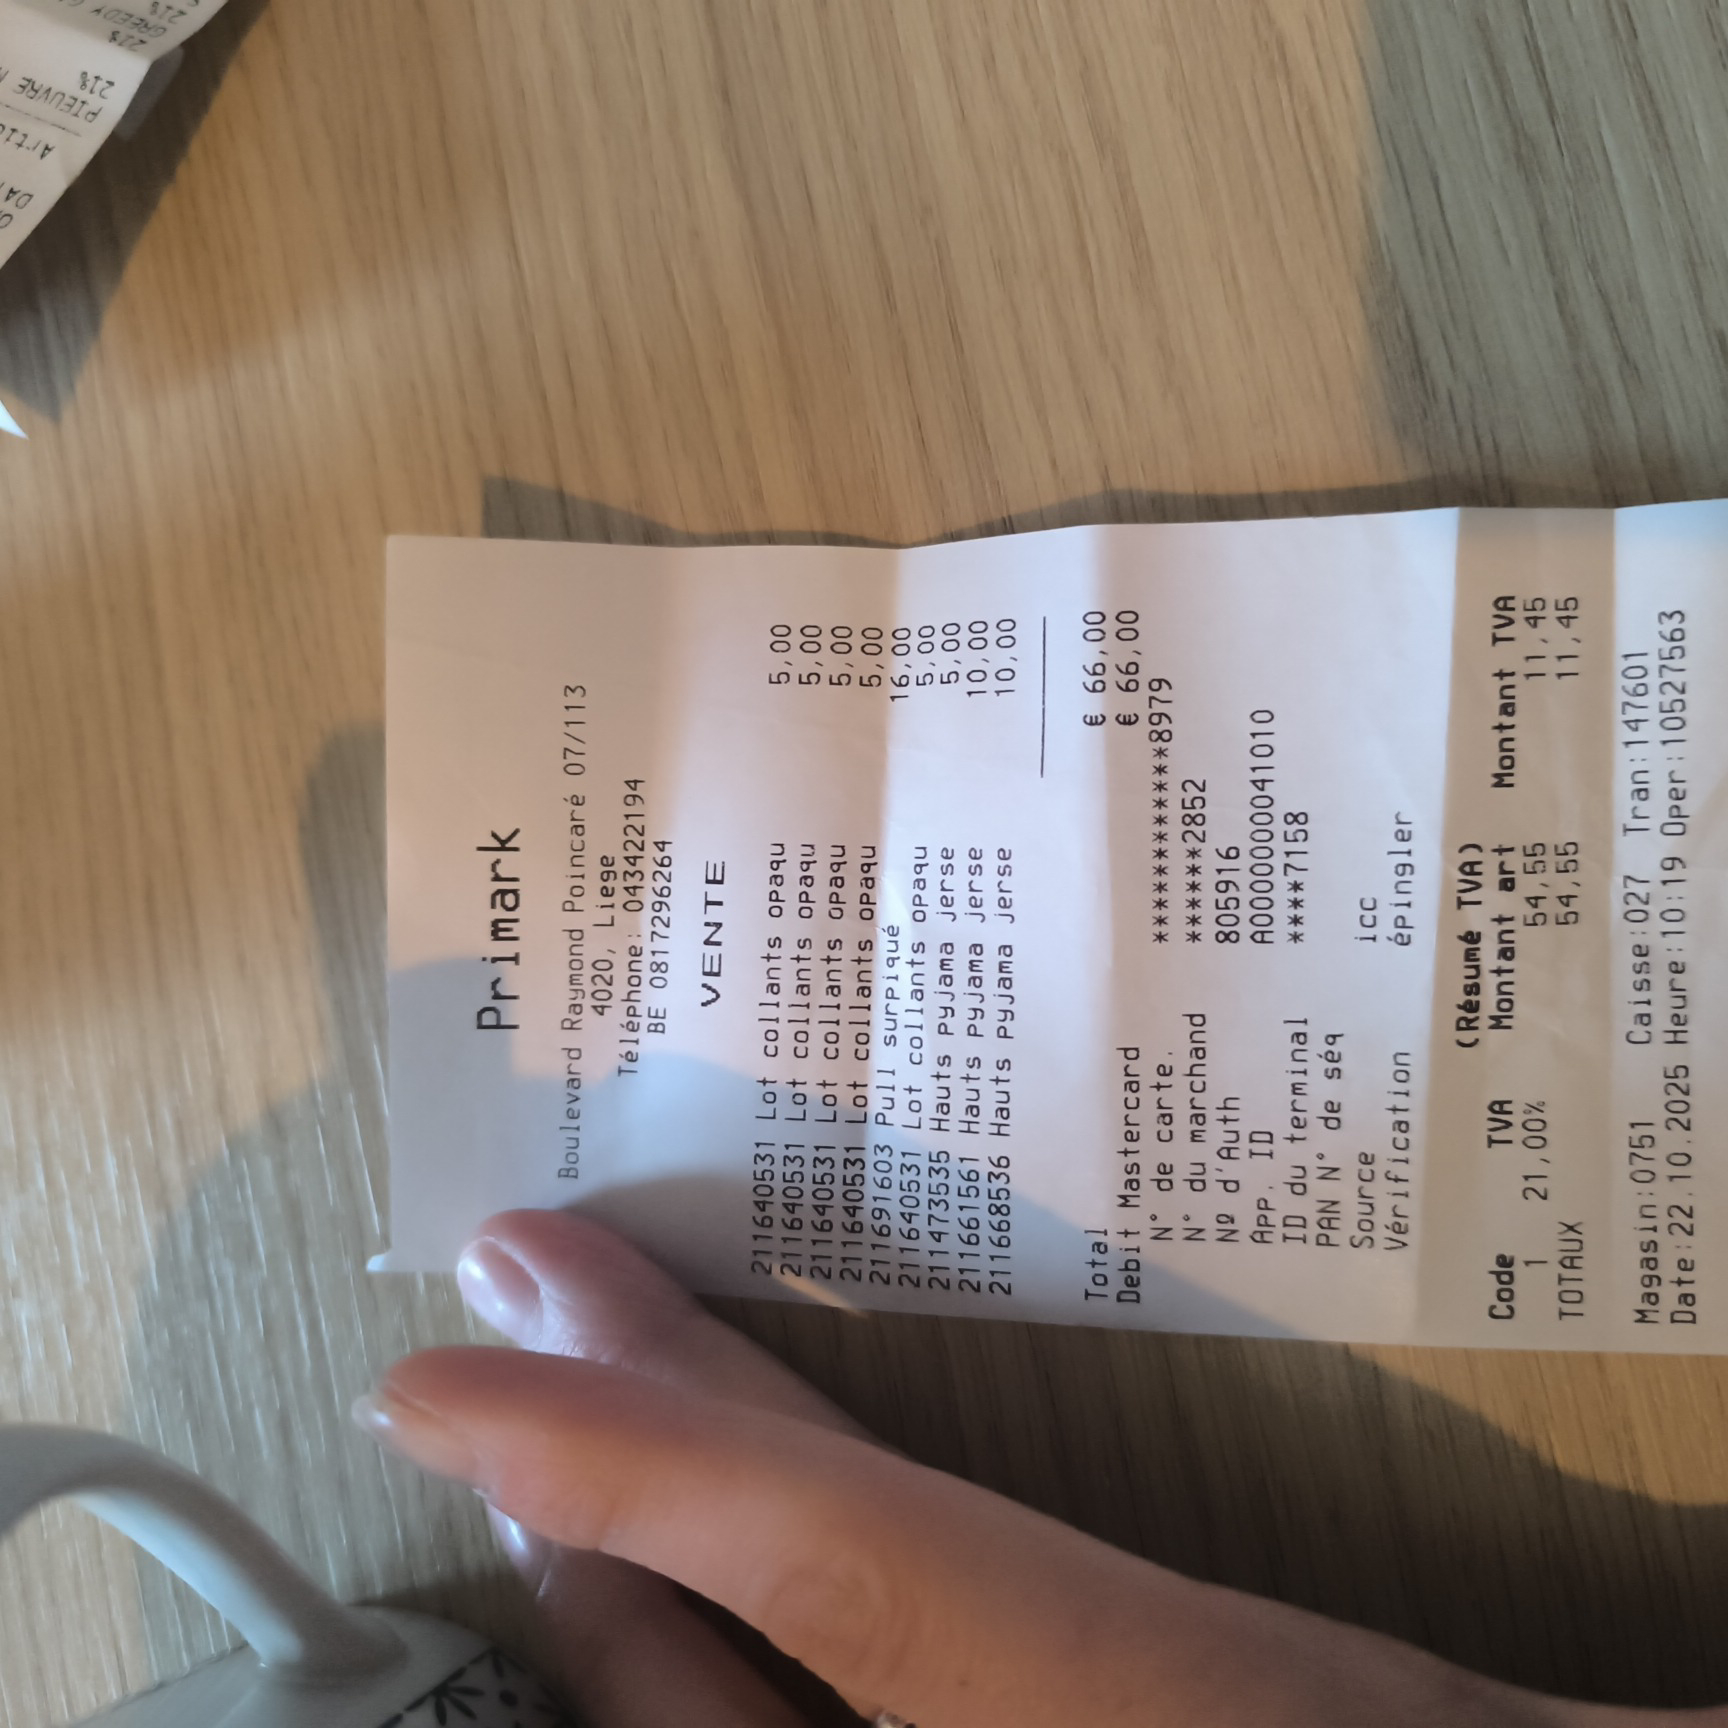 Primark
Boulevard Raymond Poincaré 07/113
4020, Liege
Téléphone: 043422194
BE 0817296264
VENTE
211640531 Lot collants opaqu 5,00
211640531 Lot collants opaqu 5,00
211640531 Lot collants opaqu 5,00
211640531 Lot collants opaqu 5,00
211691603 Pull surpiqué 16,00
211640531 Lot collants opaqu 5,00
211473535 Hauts pyjama jerse 5,00
211661561 Hauts pyjama jerse 10,00
211668536 Hauts pyjama jerse 10,00
Total € 66,00
Debit Mastercard € 66,00
N° de carte. ************8979
N° du marchand ******2852
Nº d'Auth 805916
App. ID A0000000041010
ID du terminal ****7158
PAN N° de séq
Source icc
Vérification épingler
(Résumé TVA)
Code TVA Montant art Montant TVA
1 21,00% 54,55 11,45
TOTAUX 54,55 11,45
Magasin:0751 Caisse:027 Tran:147601
Date:22.10.2025 Heure:10:19 Oper:10527563
Artic
PIEUVRE
21%
GREEDY
21%
21%